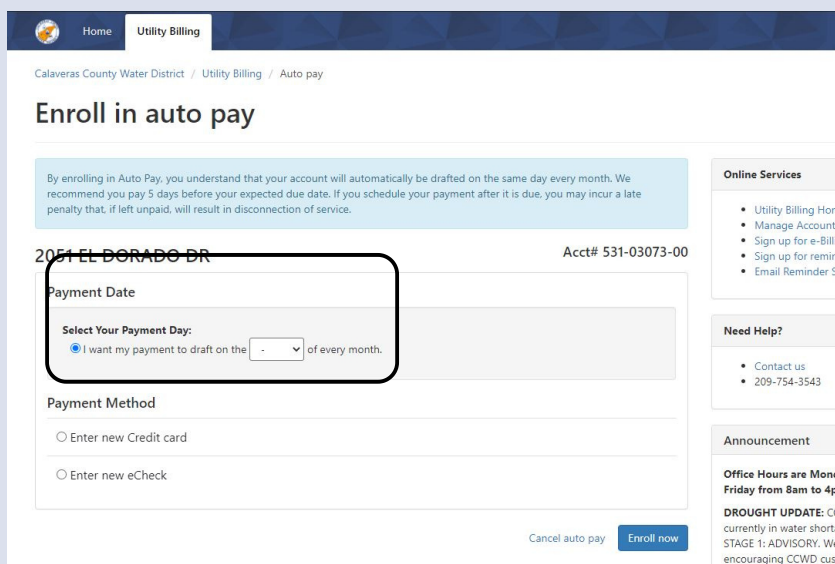 Home Utility Billing
Calaveras County Water District / Utility Billing / Auto pay
Enroll in auto pay
By enrolling in Auto Pay, you understand that your account will automatically be drafted on the same day every month. We
recommend you pay 5 days before your expected due date. If you schedule your payment after it is due, you may incur a late
penalty that, if left unpaid, will result in disconnection of service.
2051 EL DORADO DR
Acct# 531-03073-00
Payment Date
Select Your Payment Day:
I want my payment to draft on the - of every month.
Payment Method
Enter new Credit card
Enter new eCheck
Cancel auto pay Enroll now
Online Services
Utility Billing
Manage Account
Sign up for e-Bill
Sign up for
Email Reminder
Need Help?
Contact us
209-754-3543
Announcement
Office Hours are
Friday from 8am to
DROUGHT UPDATE:
currently in water
STAGE 1: ADVISORY.
encouraging CCWD